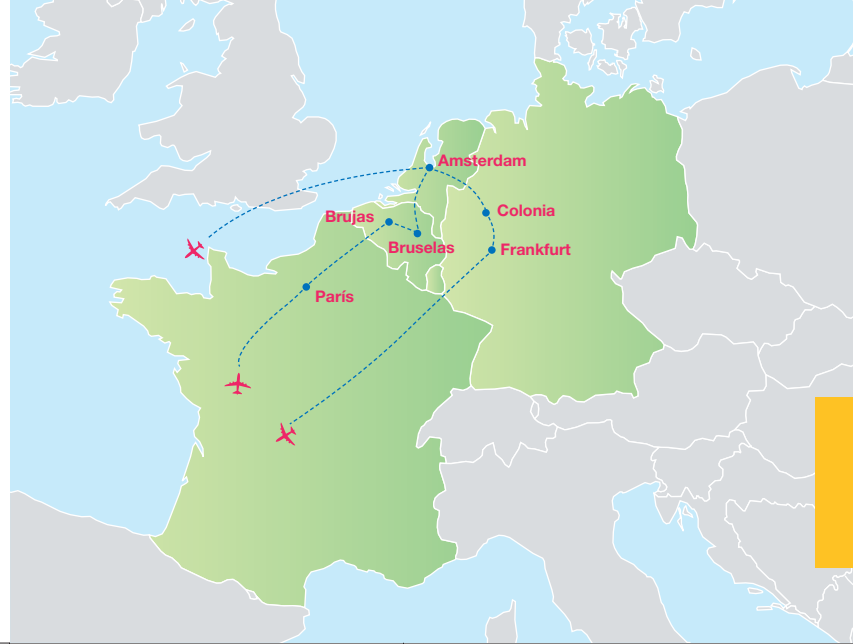 Amsterdam
Colonia
Brujas
Bruselas
Frankfurt
París